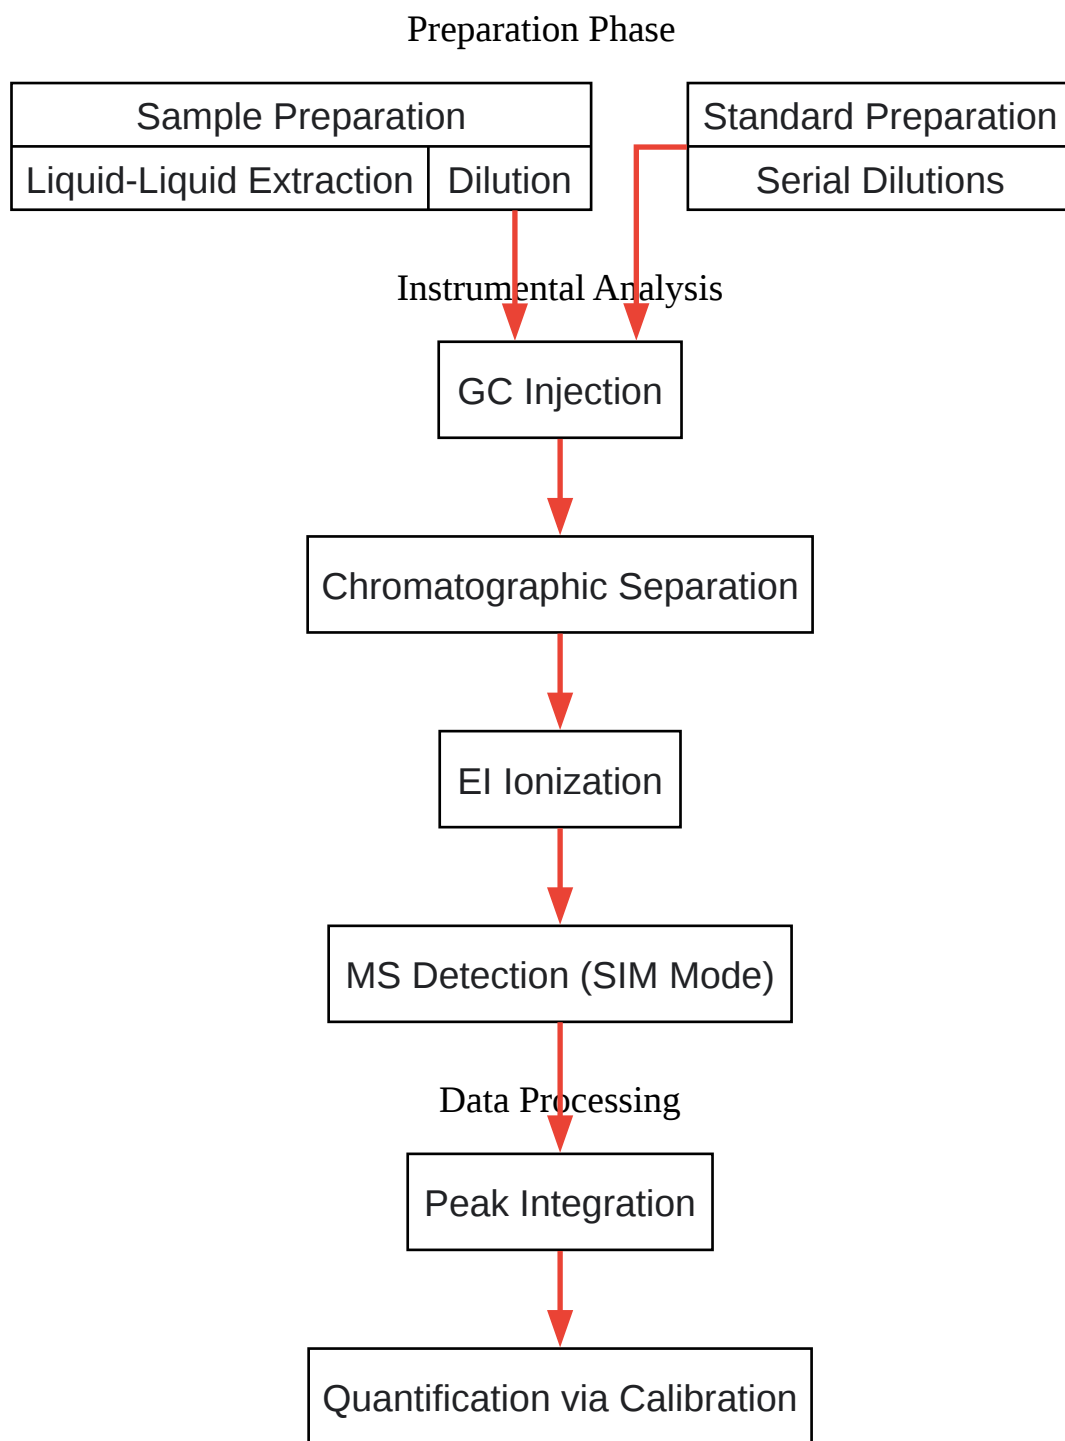 Preparation Phase
Sample Preparation
Liquid-Liquid Extraction
Dilution
Standard Preparation
Serial Dilutions
Instrumental Analysis
GC Injection
Chromatographic Separation
EI Ionization
MS Detection (SIM Mode)
Data Processing
Peak Integration
Quantification via Calibration